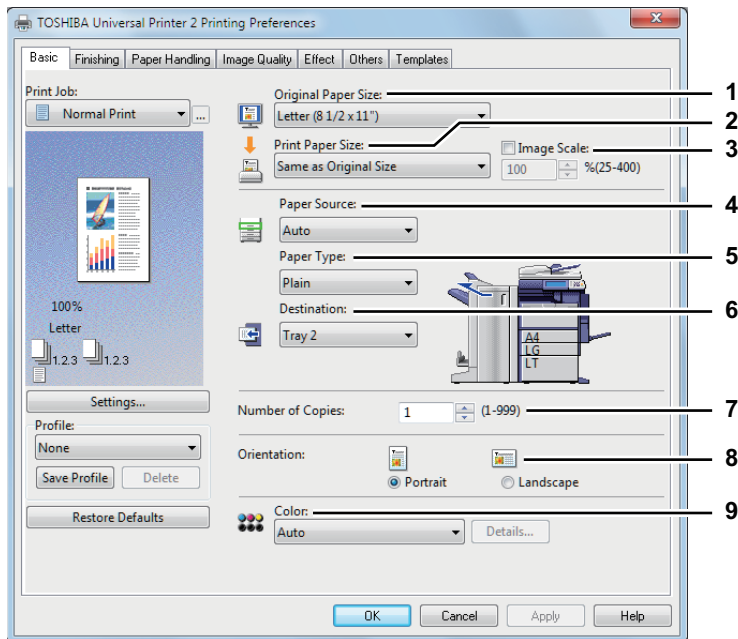 TOSHIBA Universal Printer 2 Printing Preferences
Basic Finishing Paper Handling Image Quality Effect Others Templates
Print Job:
Normal Print ...
100%
Letter
1.2.3 1.2.3
Settings...
Profile:
None
Save Profile Delete
Restore Defaults
Original Paper Size: 1
Letter (8 1/2 x 11")
2
Print Paper Size: Image Scale: 3
Same as Original Size 100 %(25-400)
Paper Source: 4
Auto
Paper Type: 5
Plain
Destination: 6
Tray 2
A4
LG
LT
Number of Copies: 1 (1-999) 7
Orientation: 8
Portrait Landscape
Color: 9
Auto Details...
OK Cancel Apply Help